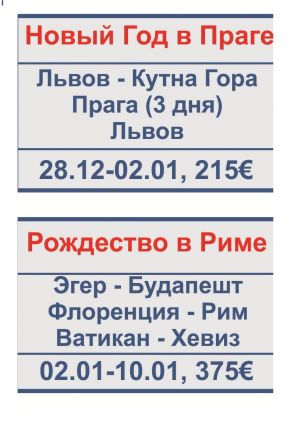 Новый Год в Праге
Львов - Кутна Гора
Прага (3 дня)
Львов
28.12-02.01, 215€
Рождество в Риме
Эгер - Будапешт
Флоренция - Рим
Ватикан - Хевиз
02.01-10.01, 375€